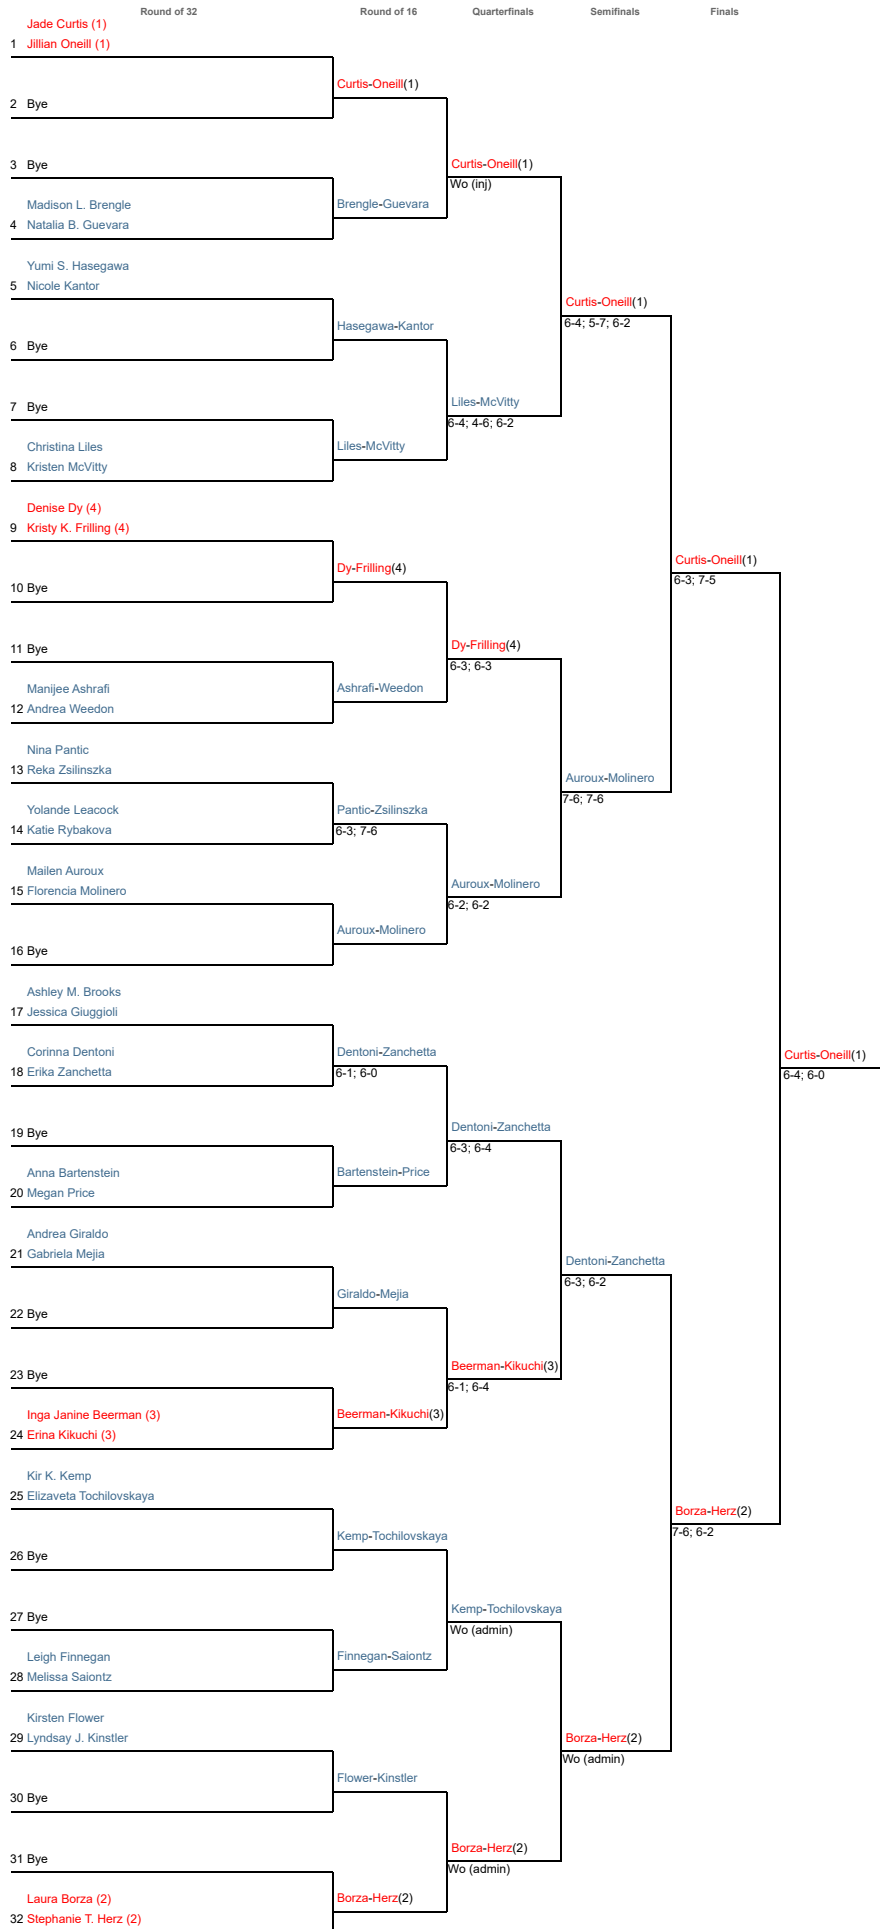 Round of 32 Round of 16 Quarterfinals Semifinals Finals
Jade Curtis (1)
1 Jillian Oneill (1)
Curtis-Oneill(1)
2 Bye
3 Bye
Curtis-Oneill(1)
Wo (inj)
Madison L. Brengle
Brengle-Guevara
4 Natalia B. Guevara
Yumi S. Hasegawa
5 Nicole Kantor
Curtis-Oneill(1)
6-4; 5-7; 6-2
Hasegawa-Kantor
6 Bye
7 Bye
Liles-McVitty
6-4; 4-6; 6-2
Christina Liles
Liles-McVitty
8 Kristen McVitty
Denise Dy (4)
9 Kristy K. Frilling (4)
Curtis-Oneill(1)
6-3; 7-5
Dy-Frilling(4)
10 Bye
11 Bye
Dy-Frilling(4)
6-3; 6-3
Manijee Ashrafi
Ashrafi-Weedon
12 Andrea Weedon
Nina Pantic
13 Reka Zsilinszka
Auroux-Molinero
7-6; 7-6
Yolande Leacock
Pantic-Zsilinszka
14 Katie Rybakova
6-3; 7-6
Mailen Auroux
15 Florencia Molinero
Auroux-Molinero
6-2; 6-2
Auroux-Molinero
16 Bye
Ashley M. Brooks
17 Jessica Giuggioli
Corinna Dentoni
Dentoni-Zanchetta
18 Erika Zanchetta
6-1; 6-0
Curtis-Oneill(1)
6-4; 6-0
19 Bye
Dentoni-Zanchetta
6-3; 6-4
Anna Bartenstein
Bartenstein-Price
20 Megan Price
Andrea Giraldo
21 Gabriela Mejia
Dentoni-Zanchetta
6-3; 6-2
Giraldo-Mejia
22 Bye
23 Bye
Beerman-Kikuchi(3)
6-1; 6-4
Inga Janine Beerman (3)
Beerman-Kikuchi(3)
24 Erina Kikuchi (3)
Kir K. Kemp
25 Elizaveta Tochilovskaya
Borza-Herz(2)
7-6; 6-2
Kemp-Tochilovskaya
26 Bye
27 Bye
Kemp-Tochilovskaya
Wo (admin)
Leigh Finnegan
Finnegan-Saiontz
28 Melissa Saiontz
Kirsten Flower
29 Lyndsay J. Kinstler
Borza-Herz(2)
Wo (admin)
Flower-Kinstler
30 Bye
31 Bye
Borza-Herz(2)
Wo (admin)
Laura Borza (2)
Borza-Herz(2)
32 Stephanie T. Herz (2)